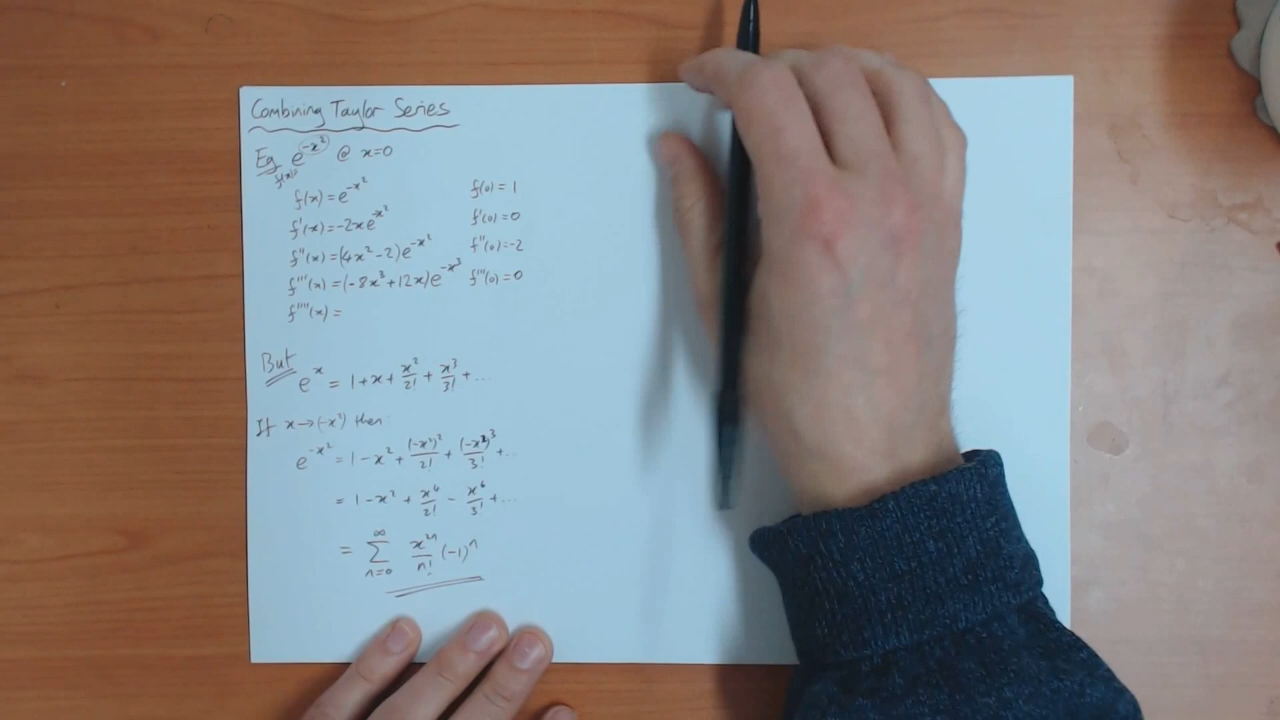 Combining Taylor Series
Eg e^{-x²} @ x=0
f(x)=
f(x) = e^{-x²} f(0) = 1
f'(x) = -2xe^{-x²} f'(0) = 0
f''(x) = (4x²-2)e^{-x²} f''(0) = -2
f'''(x) = (-8x³+12x)e^{-x³} f'''(0) = 0
f''''(x) =
But
e^x = 1 + x + x²/2! + x³/3! + ...
If x→(-x²) then
e^{-x²} = 1 - x² + (-x²)²/2! + (-x²)³/3! + ...
= 1 - x² + x⁴/2! - x⁶/3! + ...
= ∑_{n=0}^{∞} x^{2n}/n! (-1)^n